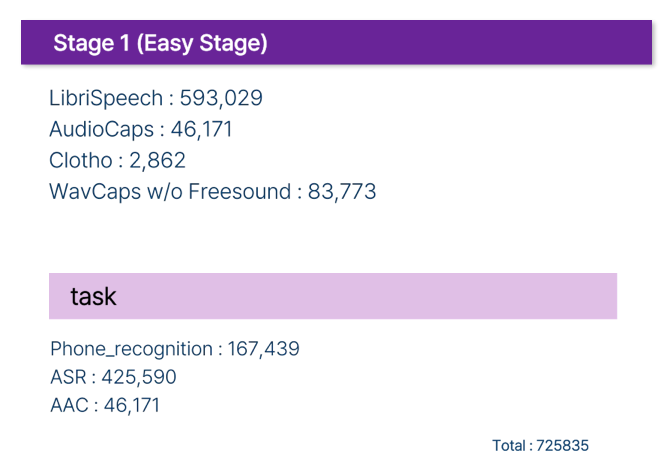 Stage 1 (Easy Stage)
LibriSpeech : 593,029
AudioCaps : 46,171
Clotho : 2,862
WavCaps w/o Freesound : 83,773
task
Phone_recognition : 167,439
ASR : 425,590
AAC : 46,171
Total : 725835